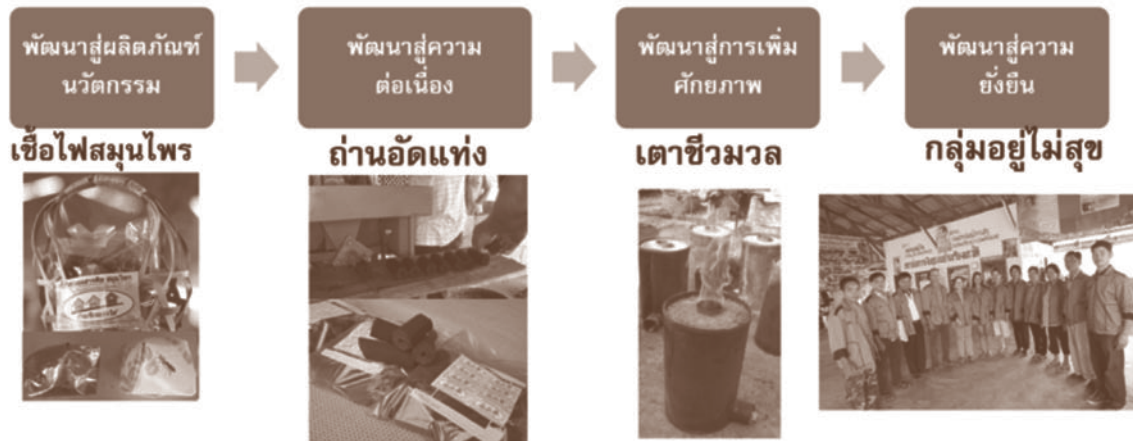 พัฒนาสู่ผลิตภัณฑ์
นวัตกรรม
พัฒนาสู่ความ
ต่อเนื่อง
พัฒนาสู่การเพิ่ม
ศักยภาพ
พัฒนาสู่ความ
ยั่งยืน
เชื้อไฟสมุนไพร
ถ่านอัดแท่ง
เตาชีวมวล
กลุ่มอยู่ไม่สุข